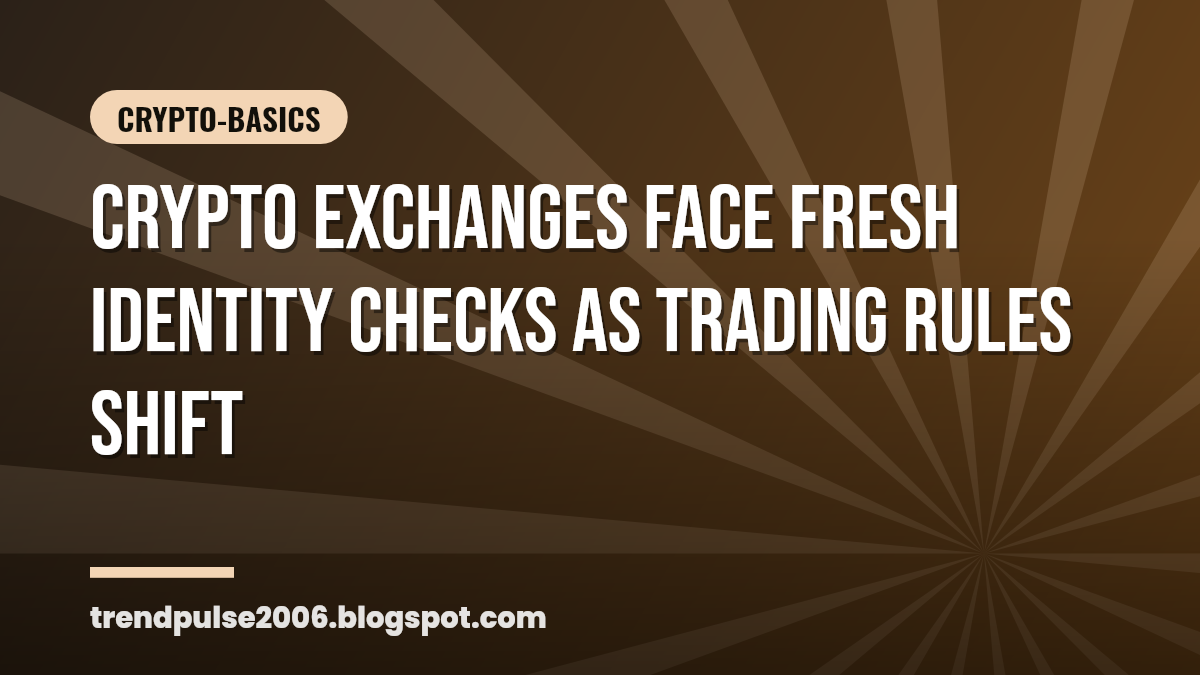 CRYPTO-BASICS
CRYPTO EXCHANGES FACE FRESH
IDENTITY CHECKS AS TRADING RULES
SHIFT
trendpulse2006.blogspot.com